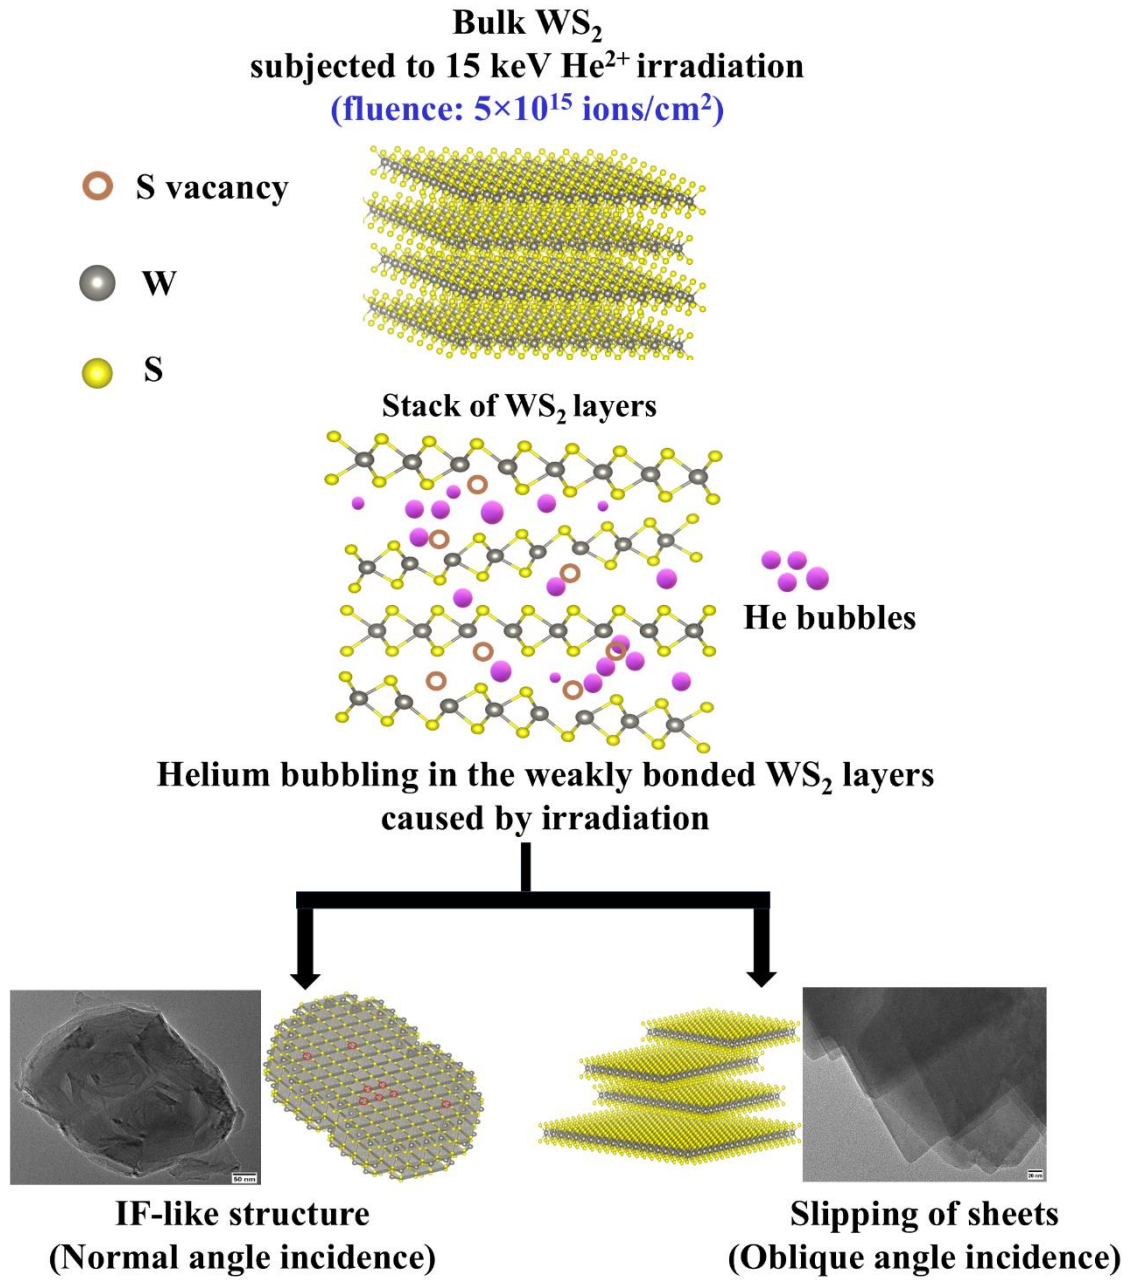 Bulk WS₂
subjected to 15 keV He²⁺ irradiation
(fluence: 5×10¹⁵ ions/cm²)
S vacancy
W
S
Stack of WS₂ layers
He bubbles
Helium bubbling in the weakly bonded WS₂ layers
caused by irradiation
50 nm
20 nm
IF-like structure
(Normal angle incidence)
Slipping of sheets
(Oblique angle incidence)